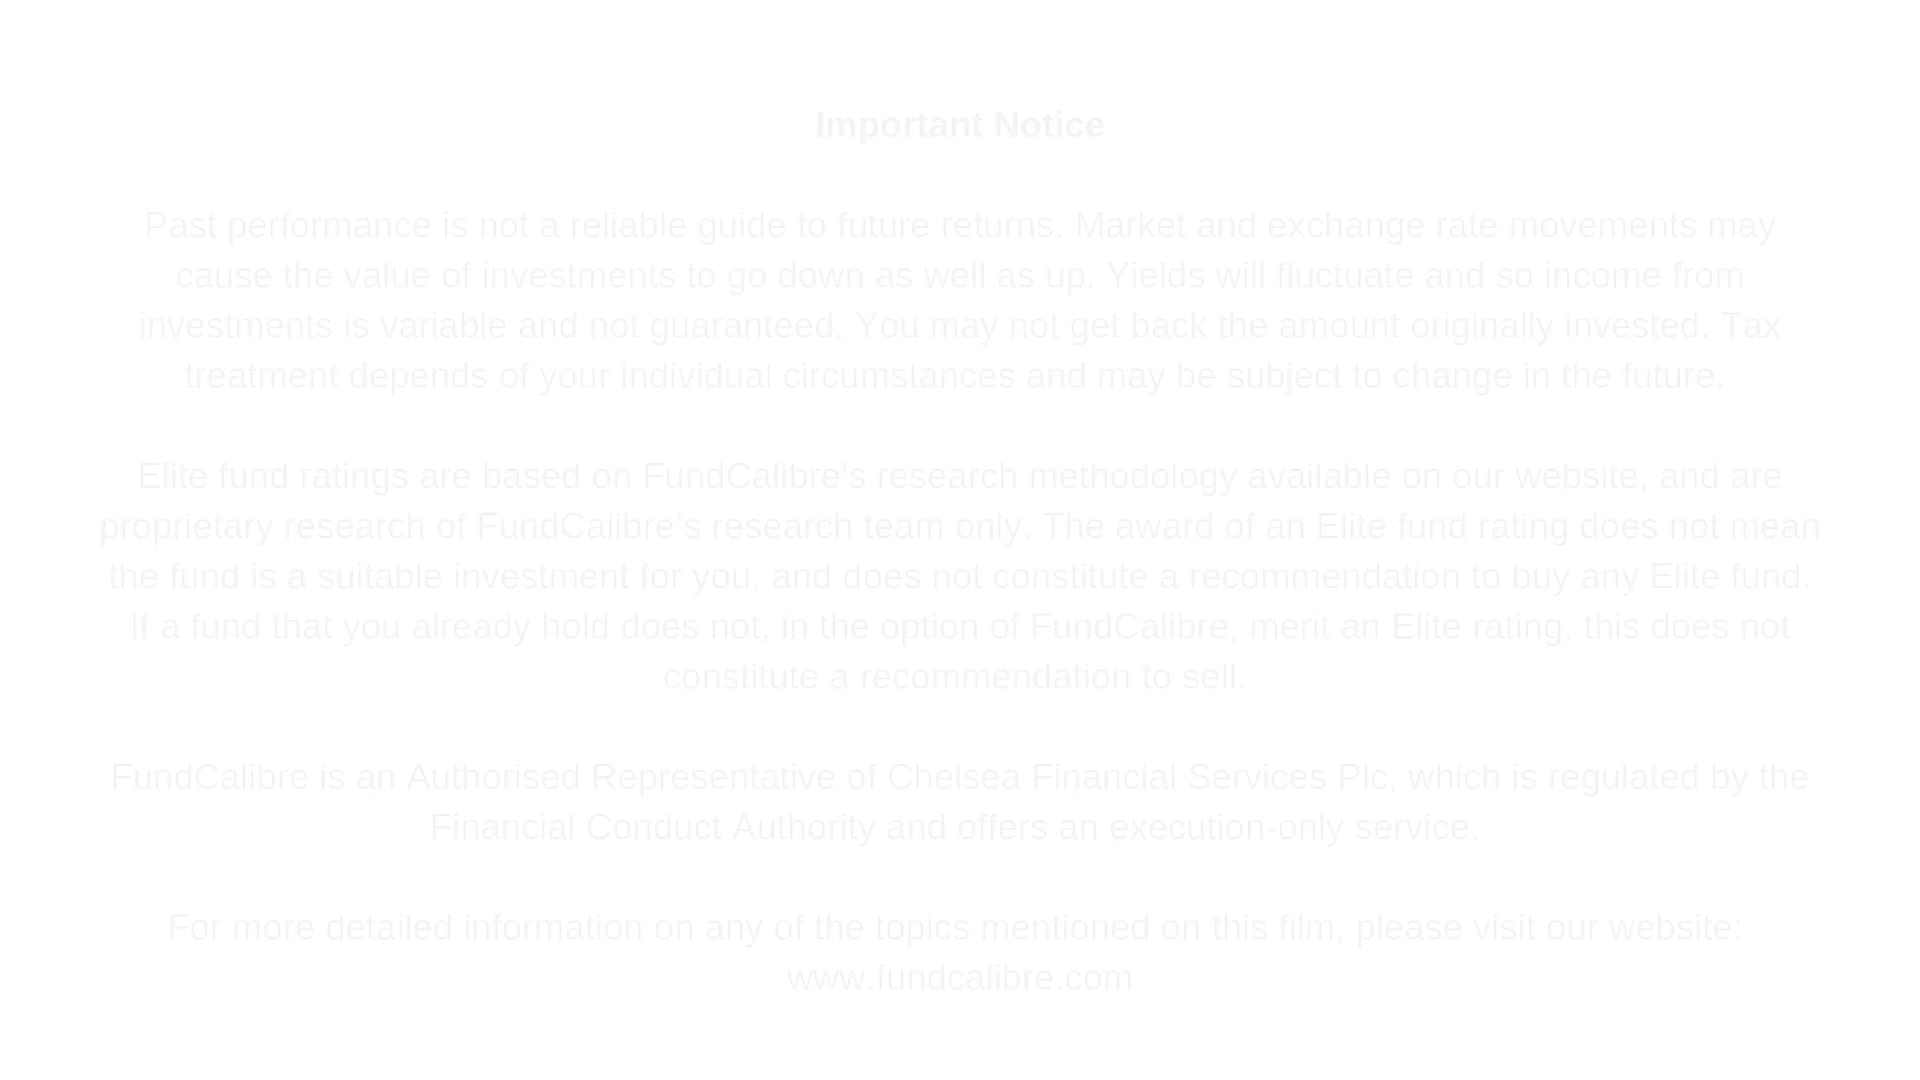 Important Notice
Past performance is not a reliable guide to future returns. Market and exchange rate movements may
cause the value of investments to go down as well as up. Yields will fluctuate and so income from
investments is variable and not guaranteed. You may not get back the amount originally invested. Tax
treatment depends of your individual circumstances and may be subject to change in the future.
Elite fund ratings are based on FundCalibre's research methodology available on our website, and are
proprietary research of FundCalibre's research team only. The award of an Elite fund rating does not mean
the fund is a suitable investment for you, and does not constitute a recommendation to buy any Elite fund.
If a fund that you already hold does not, in the option of FundCalibre, merit an Elite rating, this does not
constitute a recommendation to sell.
FundCalibre is an Authorised Representative of Chelsea Financial Services Plc, which is regulated by the
Financial Conduct Authority and offers an execution-only service.
For more detailed information on any of the topics mentioned on this film, please visit our website:
www.fundcalibre.com